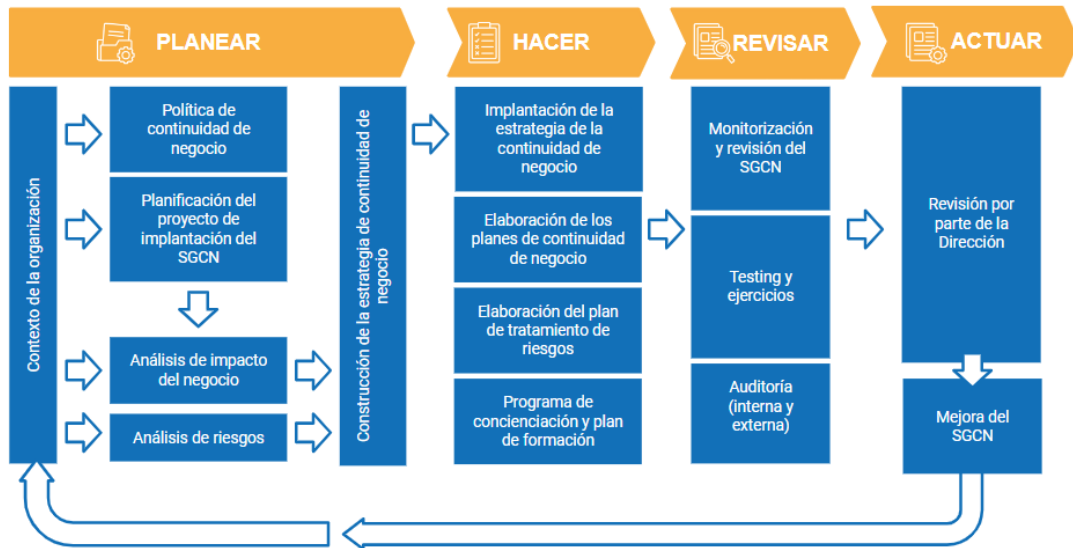 PLANEAR
HACER
REVISAR
ACTUAR
Contexto de la organización
Política de
continuidad de
negocio
Planificación del
proyecto de
implantación del
SGCN
Análisis de impacto
del negocio
Análisis de riesgos
Construcción de la estrategia de continuidad de
negocio
Implantación de la
estrategia de la
continuidad de
negocio
Elaboración de los
planes de continuidad
de negocio
Elaboración del plan
de tratamiento de
riesgos
Programa de
concienciación y plan
de formación
Monitorización
y revisión del
SGCN
Testing y
ejercicios
Auditoría
(interna y
externa)
Revisión por
parte de la
Dirección
Mejora del
SGCN